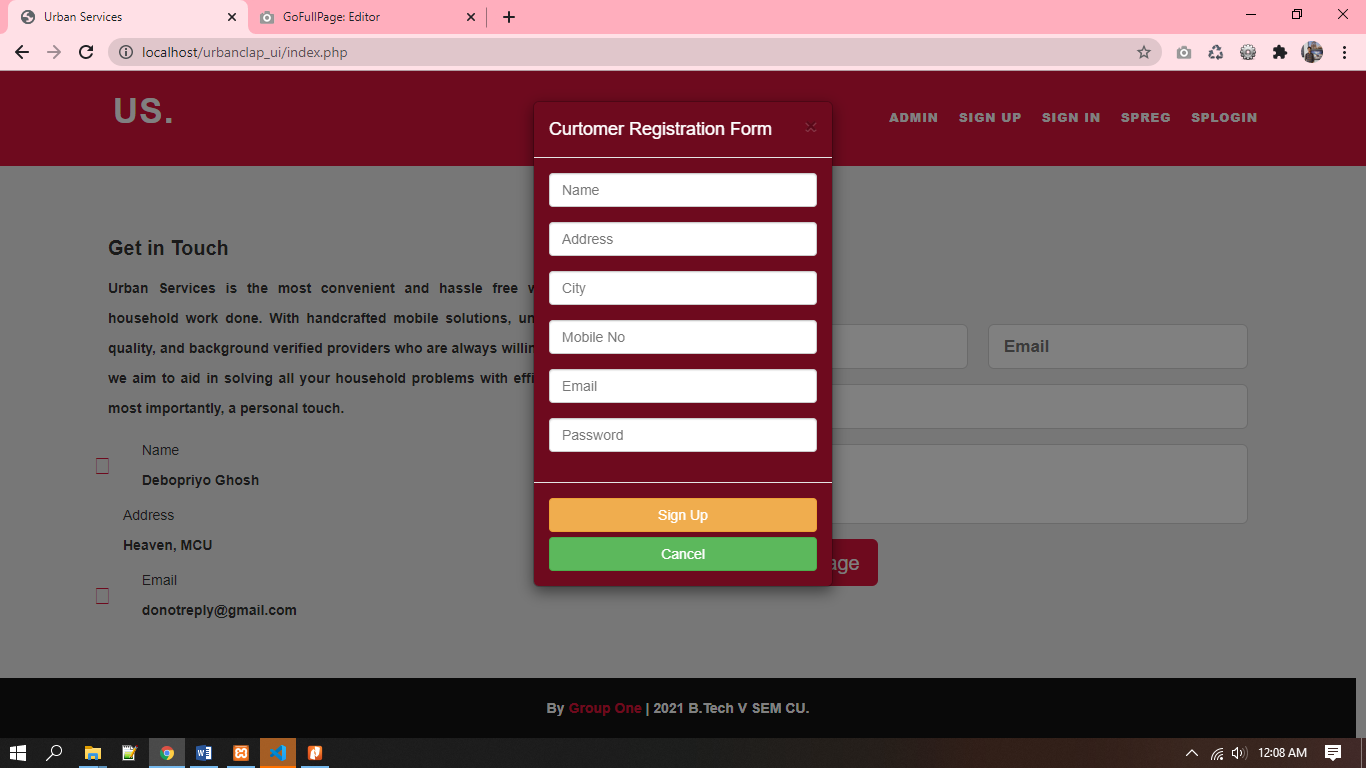 Urban Services
GoFullPage: Editor
localhost/urbanclap_ui/index.php
US.
ADMIN SIGN UP SIGN IN SPREG SPLOGIN
Curtomer Registration Form
×
Name
Address
City
Mobile No
Email
Password
Sign Up
Cancel
Get in Touch
Urban Services is the most convenient and hassle free
household work done. With handcrafted mobile solutions,
quality, and background verified providers who are always
we aim to aid in solving all your household problems with
most importantly, a personal touch.
Name
Debopriyo Ghosh
Address
Heaven, MCU
Email
donotreply@gmail.com
Email
By Group One | 2021 B.Tech V SEM CU.
12:08 AM